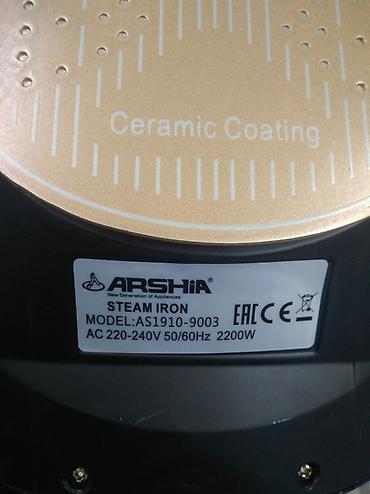 Ceramic Coating
ARSHIA
New Generation of Appliances
STEAM IRON
MODEL:AS1910-9003
EAC CE
AC 220-240V 50/60Hz 2200W